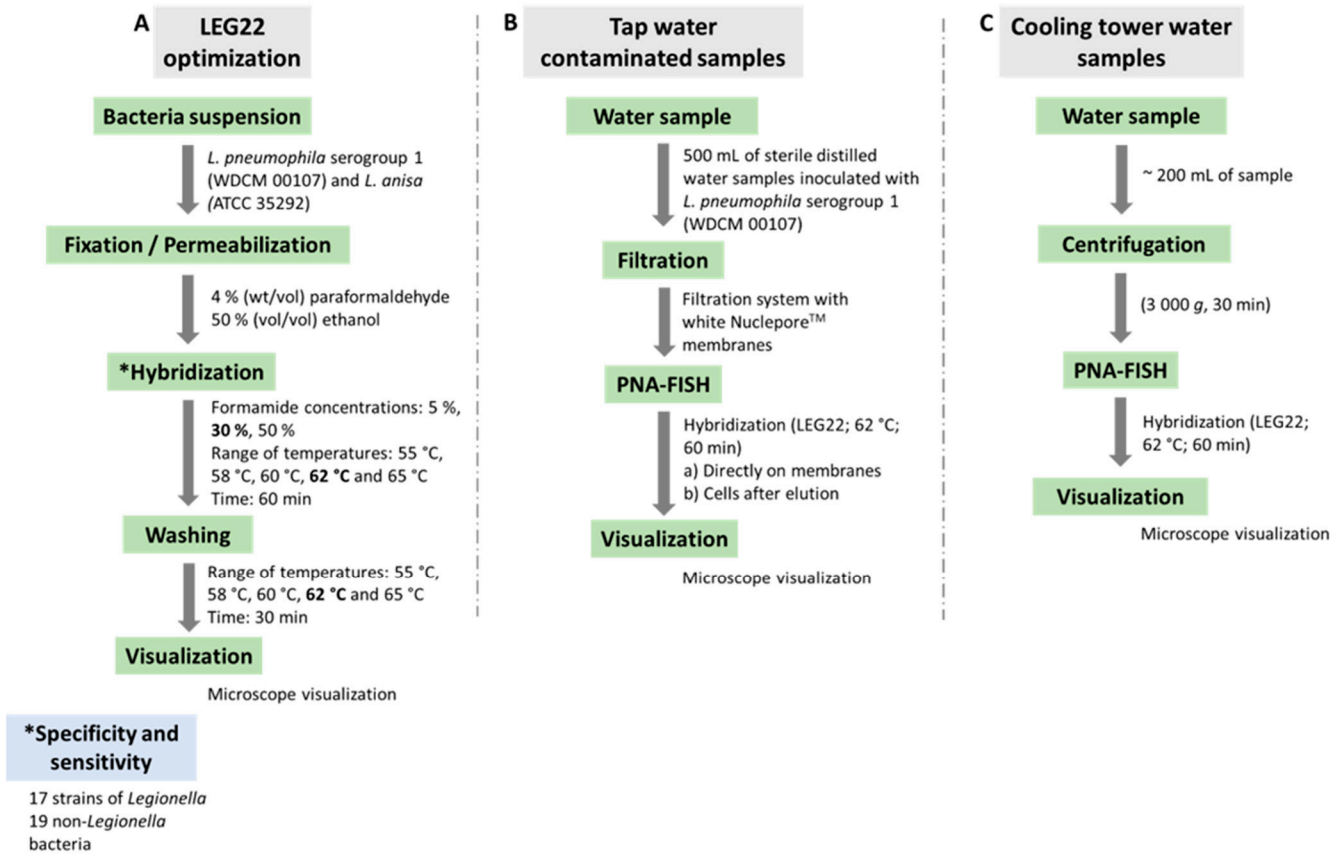 A
LEG22
optimization
Bacteria suspension
L. pneumophila serogroup 1
(WDCM 00107) and L. anisa
(ATCC 35292)
Fixation / Permeabilization
4 % (wt/vol) paraformaldehyde
50 % (vol/vol) ethanol
*Hybridization
Formamide concentrations: 5 %,
30 %, 50 %
Range of temperatures: 55 °C,
58 °C, 60 °C, 62 °C and 65 °C
Time: 60 min
Washing
Range of temperatures: 55 °C,
58 °C, 60 °C, 62 °C and 65 °C
Time: 30 min
Visualization
Microscope visualization
*Specificity and
sensitivity
17 strains of Legionella
19 non-Legionella
bacteria
B
Tap water
contaminated samples
Water sample
500 mL of sterile distilled
water samples inoculated with
L. pneumophila serogroup 1
(WDCM 00107)
Filtration
Filtration system with
white Nuclepore™
membranes
PNA-FISH
Hybridization (LEG22; 62 °C;
60 min)
a) Directly on membranes
b) Cells after elution
Visualization
Microscope visualization
C
Cooling tower water
samples
Water sample
~ 200 mL of sample
Centrifugation
(3 000 g, 30 min)
PNA-FISH
Hybridization (LEG22;
62 °C; 60 min)
Visualization
Microscope visualization